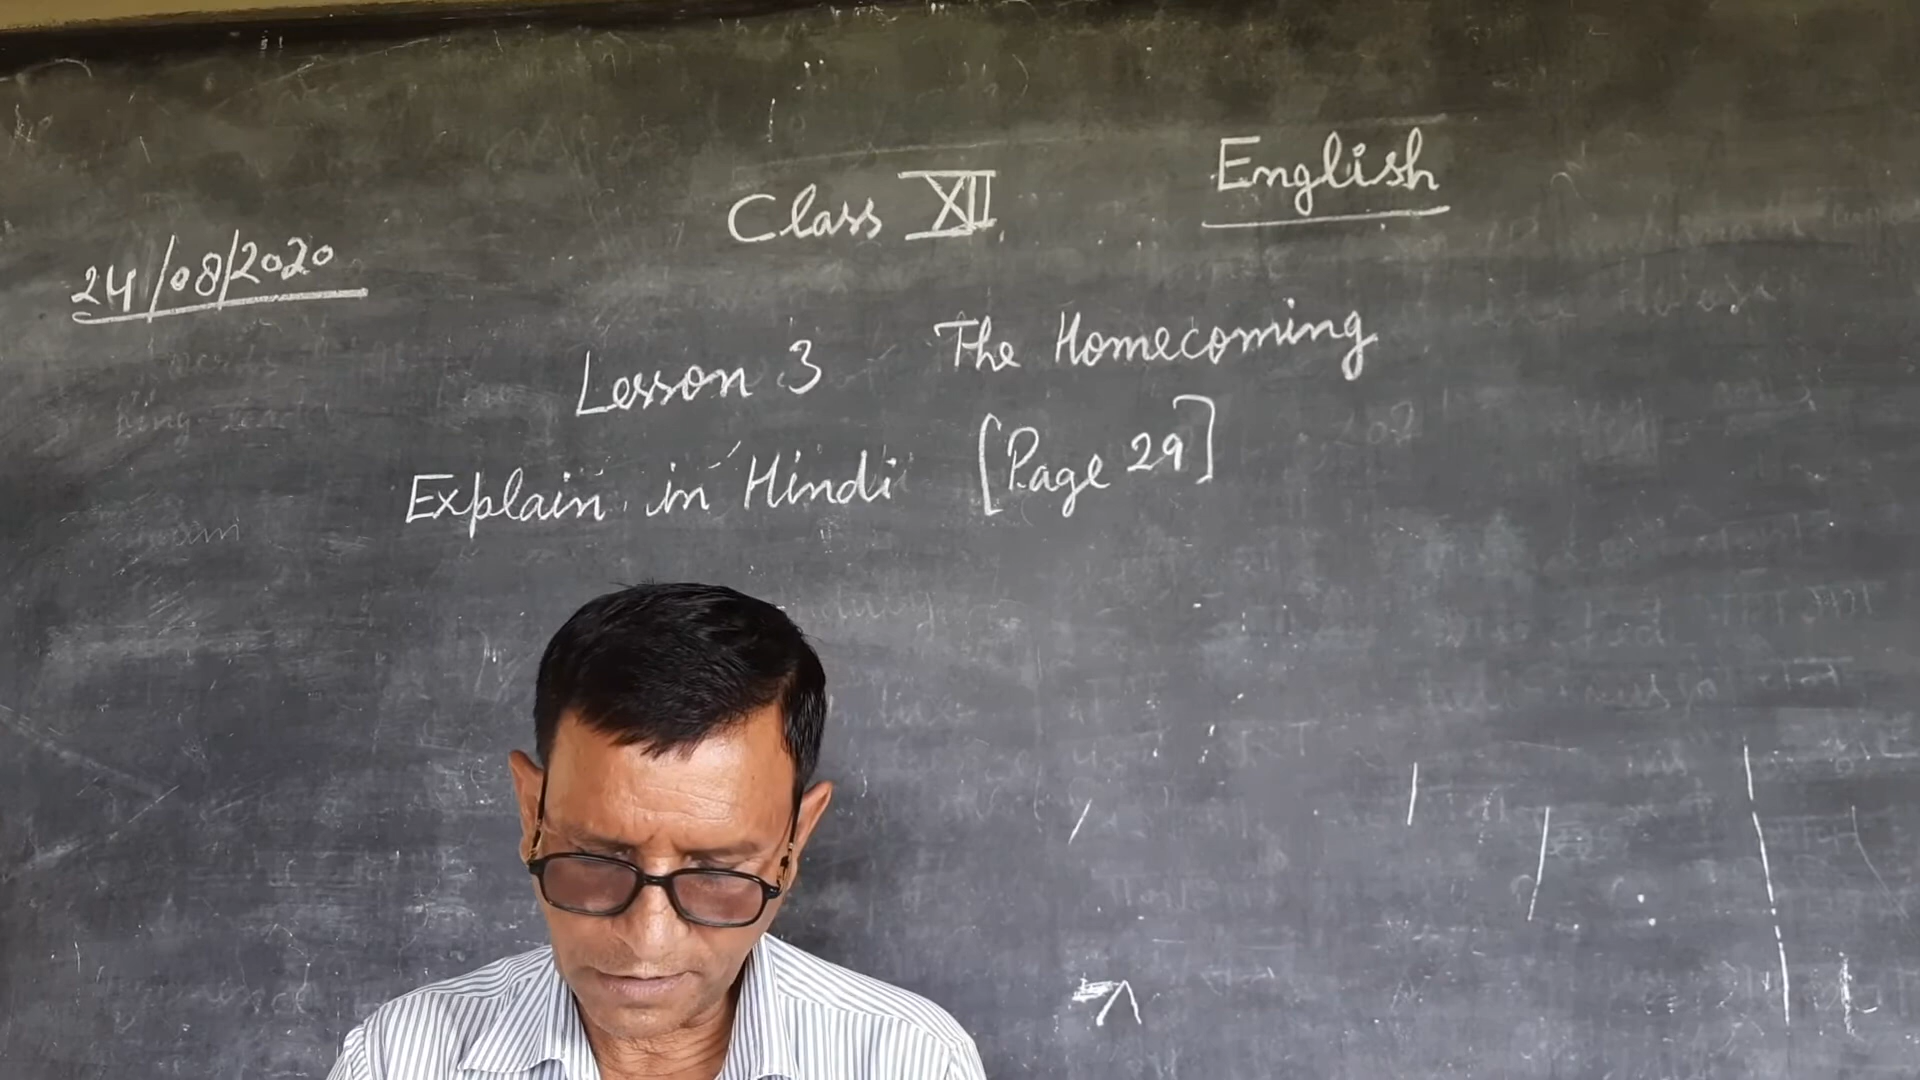 Class XII English
24/08/2020
Lesson 3 The Homecoming
Explain in Hindi [Page 29]